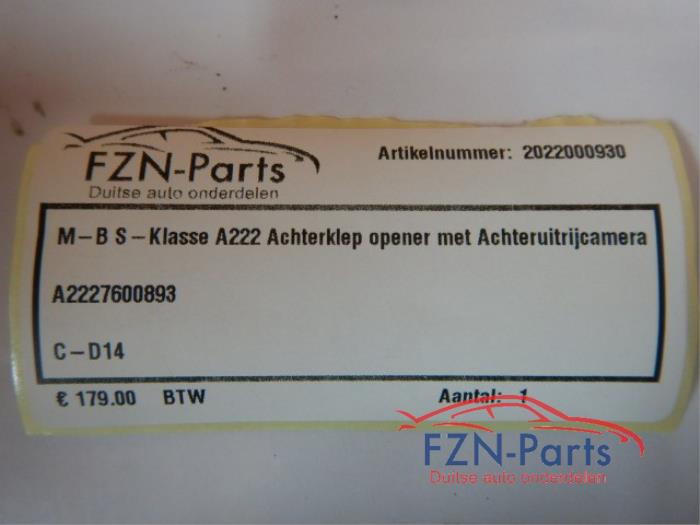 FZN-Parts
Duitse auto onderdelen
Artikelnummer: 2022000930
M-B S-Klasse A222 Achterklep opener met Achteruitrijcamera
A2227600893
C-D14
€ 179.00 BTW Aantal: 1
FZN-Parts
Duitse auto onderdelen